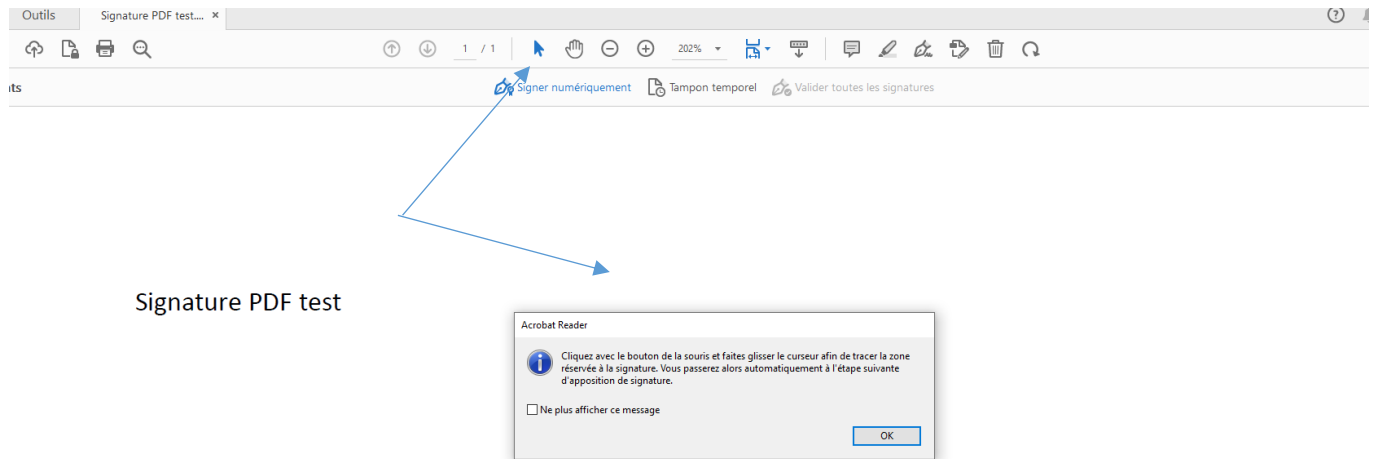 Outils Signature PDF test.... ×
1 / 1 202%
ıts Signer numériquement Tampon temporel Valider toutes les signatures
Signature PDF test
Acrobat Reader
Cliquez avec le bouton de la souris et faites glisser le curseur afin de tracer la zone
réservée à la signature. Vous passerez alors automatiquement à l'étape suivante
d'apposition de signature.
Ne plus afficher ce message
OK